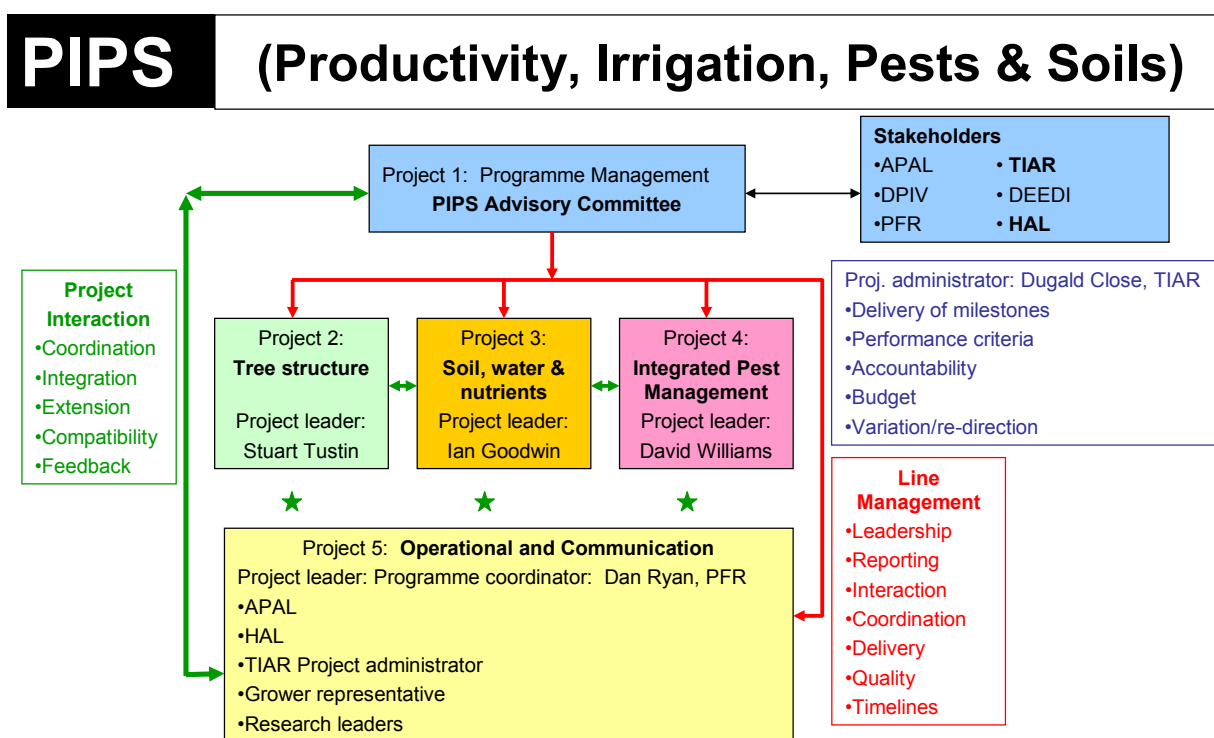 PIPS (Productivity, Irrigation, Pests & Soils)
Stakeholders
•APAL • TIAR
•DPIV • DEEDI
•PFR • HAL
Project 1: Programme Management
PIPS Advisory Committee
Project
Interaction
•Coordination
•Integration
•Extension
•Compatibility
•Feedback
Project 2:
Tree structure
Project leader:
Stuart Tustin
Project 3:
Soil, water &
nutrients
Project leader:
Ian Goodwin
Project 4:
Integrated Pest
Management
Project leader:
David Williams
Proj. administrator: Dugald Close, TIAR
•Delivery of milestones
•Performance criteria
•Accountability
•Budget
•Variation/re-direction
Line
Management
•Leadership
•Reporting
•Interaction
•Coordination
•Delivery
•Quality
•Timelines
Project 5: Operational and Communication
Project leader: Programme coordinator: Dan Ryan, PFR
•APAL
•HAL
•TIAR Project administrator
•Grower representative
•Research leaders